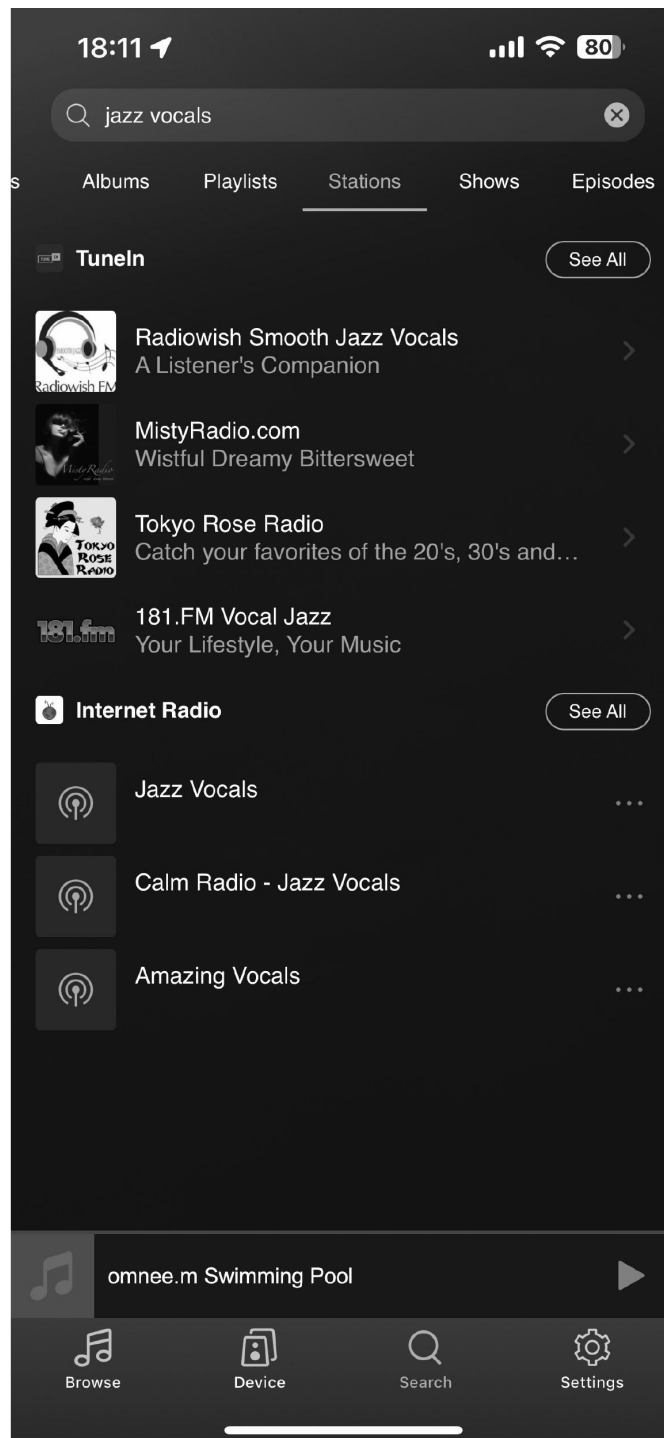 18:11
80
jazz vocals
s
Albums
Playlists
Stations
Shows
Episodes
TuneIn
See All
Radiowish FM
Radiowish Smooth Jazz Vocals
A Listener's Companion
MistyRadio
MistyRadio.com
Wistful Dreamy Bittersweet
TOKYO
ROSE
RADIO
Tokyo Rose Radio
Catch your favorites of the 20's, 30's and...
181.fm
181.FM Vocal Jazz
Your Lifestyle, Your Music
Internet Radio
See All
Jazz Vocals
Calm Radio - Jazz Vocals
Amazing Vocals
omnee.m Swimming Pool
Browse
Device
Search
Settings